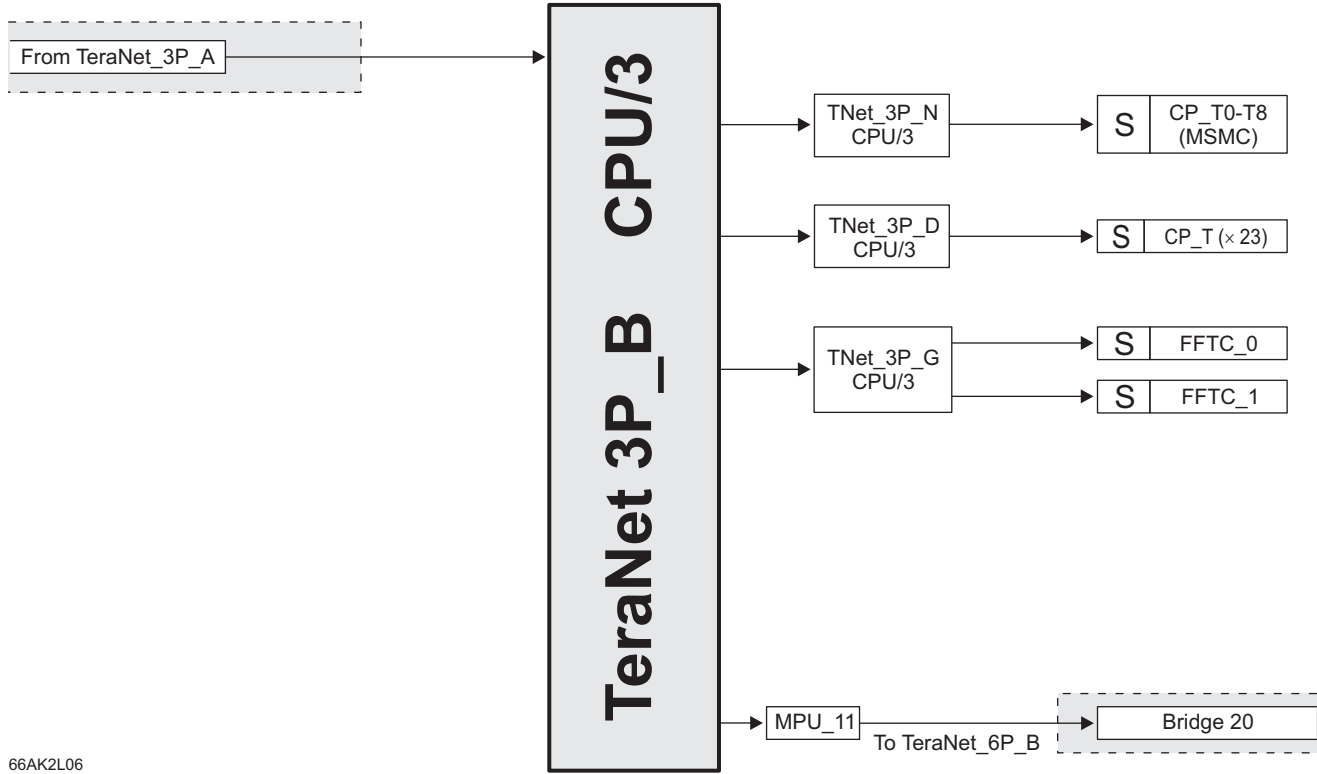 From TeraNet_3P_A
TeraNet 3P_B CPU/3
TNet_3P_N
CPU/3
S
CP_T0-T8
(MSMC)
TNet_3P_D
CPU/3
S
CP_T (× 23)
TNet_3P_G
CPU/3
S
FFTC_0
S
FFTC_1
MPU_11
To TeraNet_6P_B
Bridge 20
66AK2L06